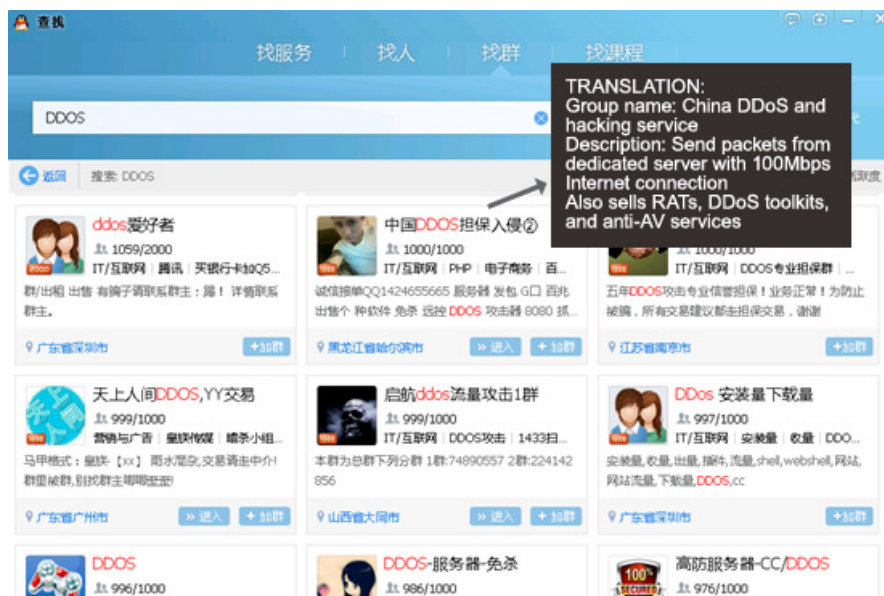 查找
找服务 找人 找群 找课程
TRANSLATION:
Group name: China DDoS and
hacking service
Description: Send packets from
dedicated server with 100Mbps
Internet connection
Also sells RATs, DDoS toolkits,
and anti-AV services
DDOS
返回 搜索: DDOS 活跃度
ddos爱好者
1059/2000
IT/互联网 腾讯 买银行卡加Q5...
群/出租 出售 有骗子请联系群主:踢!详情联系
群主。
广东省深圳市 +加群
中国DDOS担保入侵②
1000/1000
IT/互联网 PHP 电子商务 百...
诚信接单QQ1424655665 服务器 发包 G口 百兆
出售个 种软件 免杀 远控 DDOS 攻击器 8080 抓...
黑龙江省哈尔滨市 » 进入 +加群
1000/1000
IT/互联网 DDOS专业担保群 ...
五年DDOS攻击专业信誉担保!业务正常!为防止
被骗,所有交易建议都走担保交易,谢谢
江苏省南京市 +加群
天上人间DDOS,YY交易
999/1000
营销与广告 皇族传媒 暗杀小组...
马甲格式:皇族-【xx】 雨水混杂,交易请走中介!
群里被群,别找群主唧唧歪歪!
广东省广州市 » 进入 +加群
启航ddos流量攻击1群
999/1000
IT/互联网 DDOS攻击 1433扫...
本群为总群下列分群 1群:74890557 2群:224142
856
山西省大同市 » 进入 +加群
DDos 安装量下载量
997/1000
IT/互联网 安装量 收量 DDO...
安装量,收量,出量,插件,流量,shell,webshell,网站,
网站流量,下载量,DDOS,cc
广东省深圳市 +加群
DDOS
996/1000
DDOS-服务器-免杀
986/1000
100%
SECURED
高防服务器-CC/DDOS
976/1000